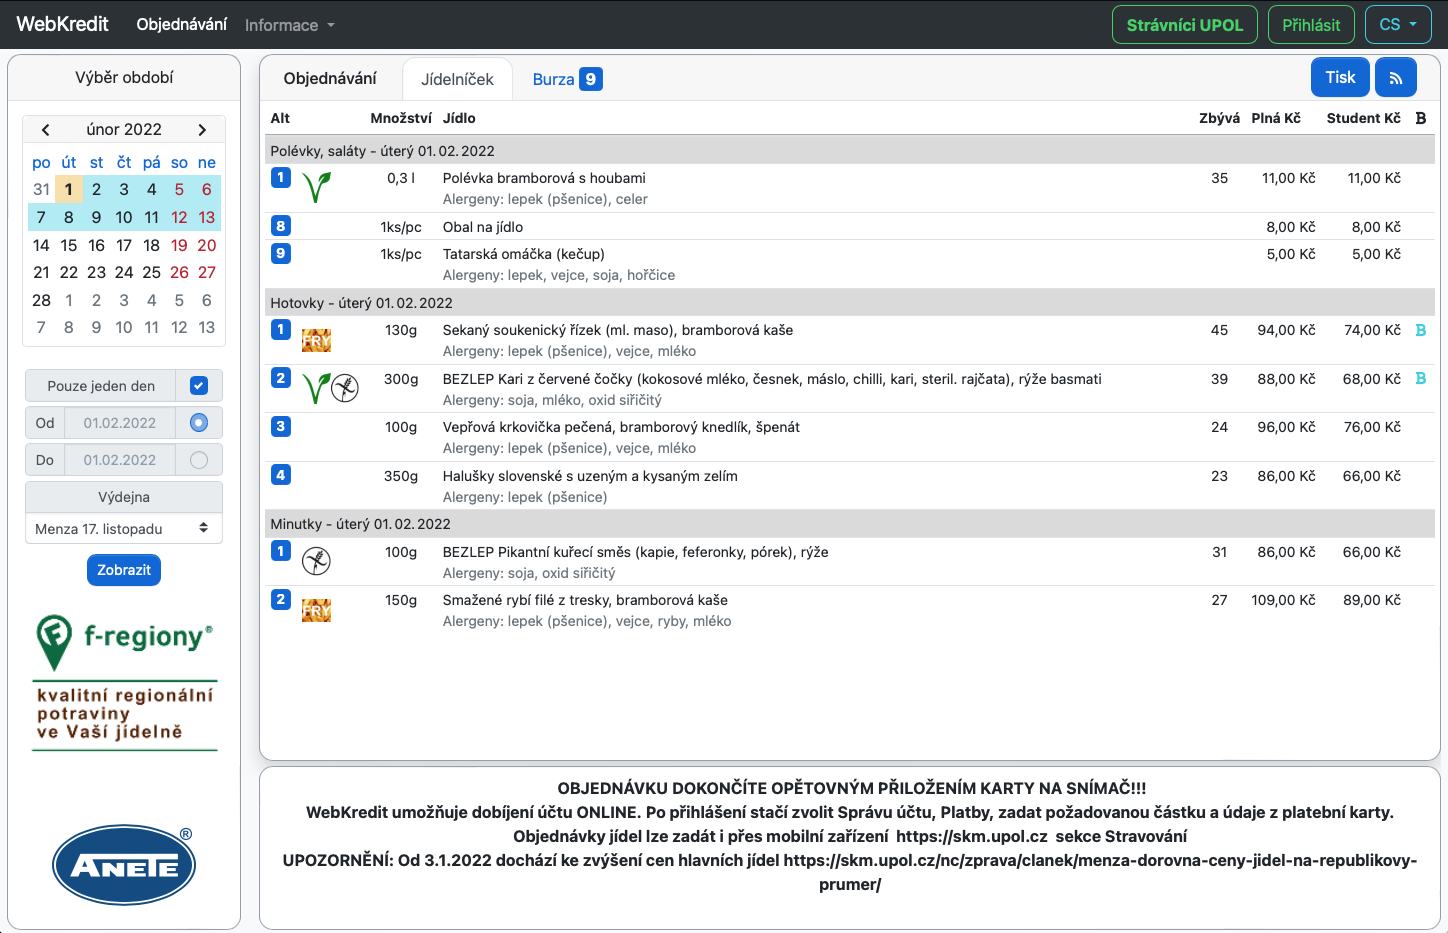 WebKredit Objednávání Informace Strávníci UPOL Přihlásit CS
Výběr období
únor 2022
po út st čt pá so ne
31 1 2 3 4 5 6
7 8 9 10 11 12 13
14 15 16 17 18 19 20
21 22 23 24 25 26 27
28 1 2 3 4 5 6
7 8 9 10 11 12 13
Pouze jeden den
Od 01.02.2022
Do 01.02.2022
Výdejna
Menza 17. listopadu
Zobrazit
f-regiony®
kvalitní regionální
potraviny
ve Vaší jídelně
ANETE ®
Objednávání Jídelníček Burza 9 Tisk
Alt Množství Jídlo Zbývá Plná Kč Student Kč B
Polévky, saláty - úterý 01. 02. 2022
1 0,3 l Polévka bramborová s houbami 35 11,00 Kč 11,00 Kč
Alergeny: lepek (pšenice), celer
8 1ks/pc Obal na jídlo 8,00 Kč 8,00 Kč
9 1ks/pc Tatarská omáčka (kečup) 5,00 Kč 5,00 Kč
Alergeny: lepek, vejce, soja, hořčice
Hotovky - úterý 01. 02. 2022
1 FRY 130g Sekaný soukenický řízek (ml. maso), bramborová kaše 45 94,00 Kč 74,00 Kč B
Alergeny: lepek (pšenice), vejce, mléko
2 300g BEZLEP Kari z červené čočky (kokosové mléko, česnek, máslo, chilli, kari, steril. rajčata), rýže basmati 39 88,00 Kč 68,00 Kč B
Alergeny: soja, mléko, oxid siřičitý
3 100g Vepřová krkovička pečená, bramborový knedlík, špenát 24 96,00 Kč 76,00 Kč
Alergeny: lepek (pšenice), vejce, mléko
4 350g Halušky slovenské s uzeným a kysaným zelím 23 86,00 Kč 66,00 Kč
Alergeny: lepek (pšenice)
Minutky - úterý 01. 02. 2022
1 100g BEZLEP Pikantní kuřecí směs (kapie, feferonky, pórek), rýže 31 86,00 Kč 66,00 Kč
Alergeny: soja, oxid siřičitý
2 FRY 150g Smažené rybí filé z tresky, bramborová kaše 27 109,00 Kč 89,00 Kč
Alergeny: lepek (pšenice), vejce, ryby, mléko
OBJEDNÁVKU DOKONČÍTE OPĚTOVNÝM PŘILOŽENÍM KARTY NA SNÍMAČ!!!
WebKredit umožňuje dobíjení účtu ONLINE. Po přihlášení stačí zvolit Správu účtu, Platby, zadat požadovanou částku a údaje z platební karty.
Objednávky jídel lze zadát i přes mobilní zařízení https://skm.upol.cz sekce Stravování
UPOZORNĚNÍ: Od 3.1.2022 dochází ke zvýšení cen hlavních jídel https://skm.upol.cz/nc/zprava/clanek/menza-dorovna-ceny-jidel-na-republikovy-
prumer/